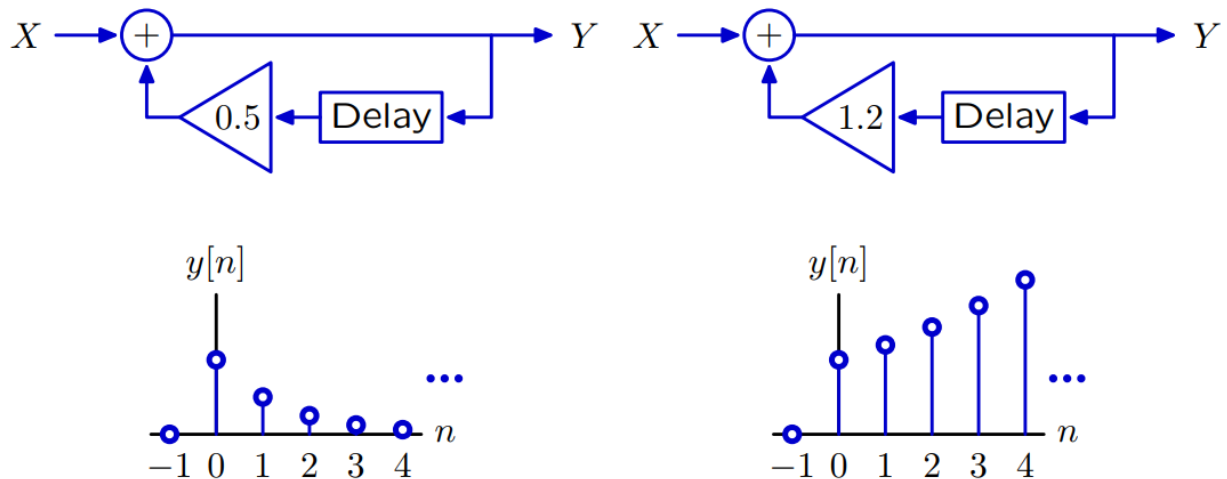 X + Y X + Y
0.5 Delay 1.2 Delay
y[n] y[n]
... ...
n n
−1 0 1 2 3 4 −1 0 1 2 3 4